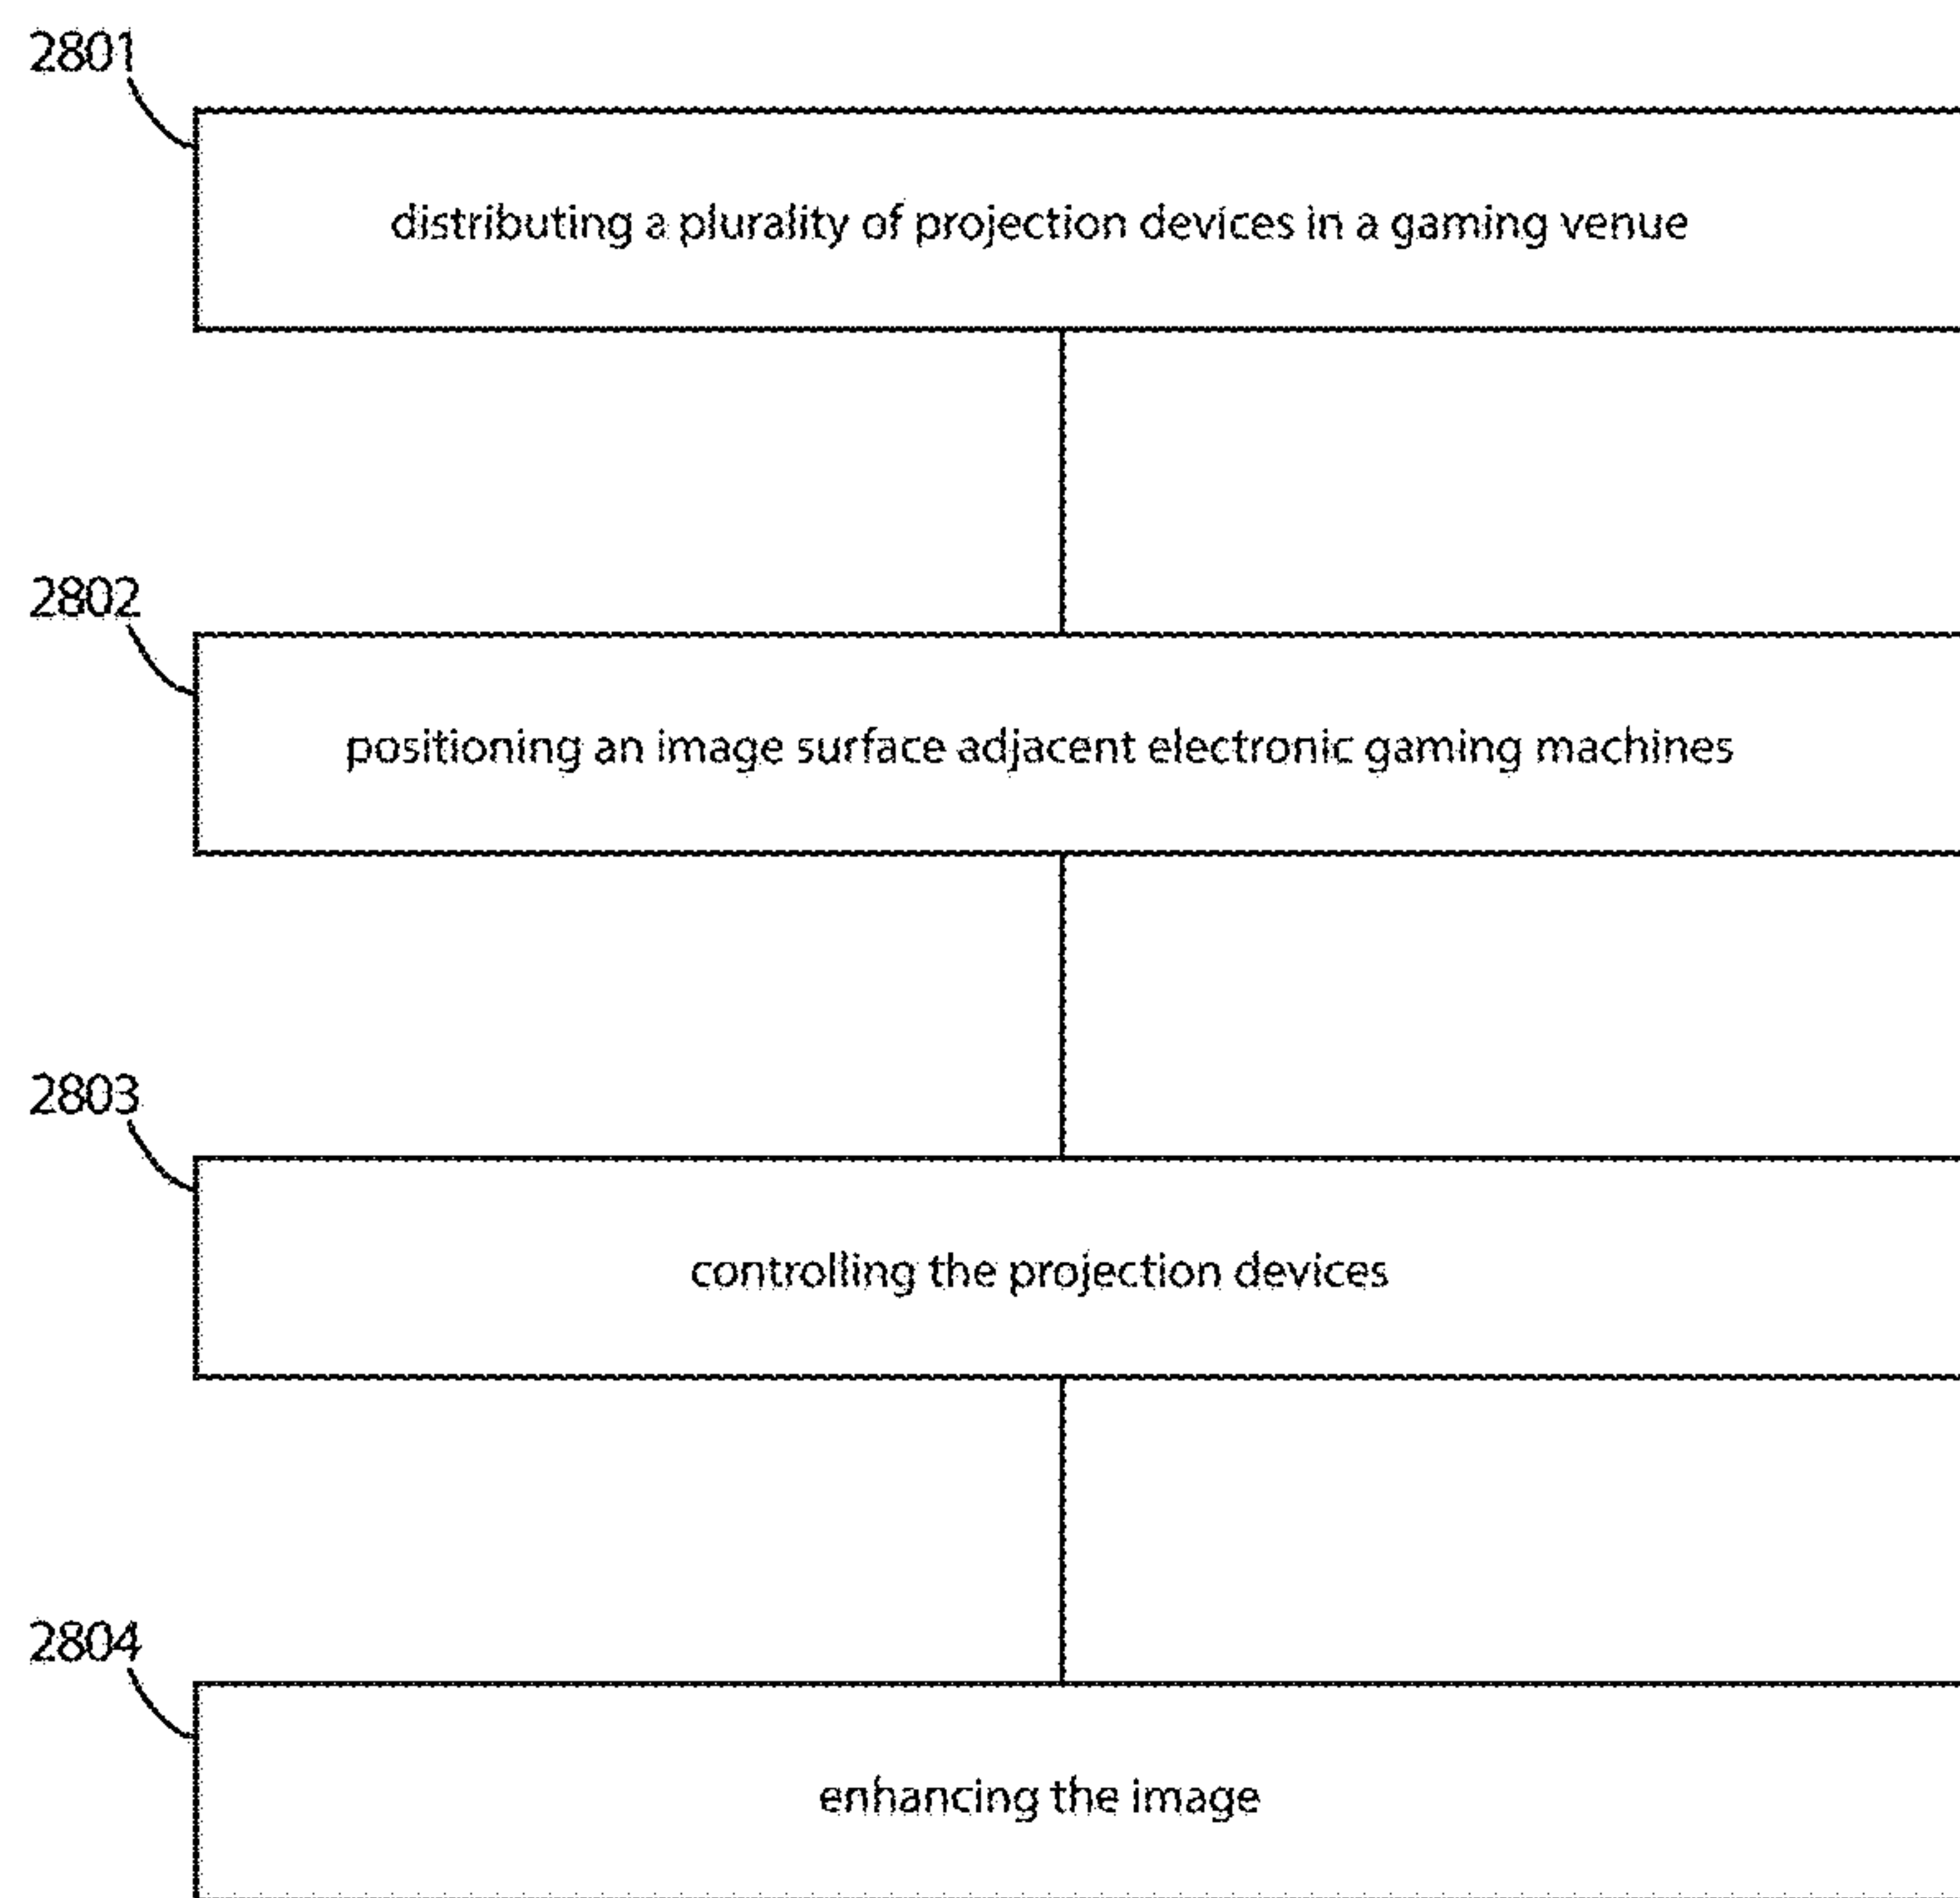 2801
distributing a plurality of projection devices in a gaming venue
2802
positioning an image surface adjacent electronic gaming machines
2803
controlling the projection devices
2804
enhancing the image